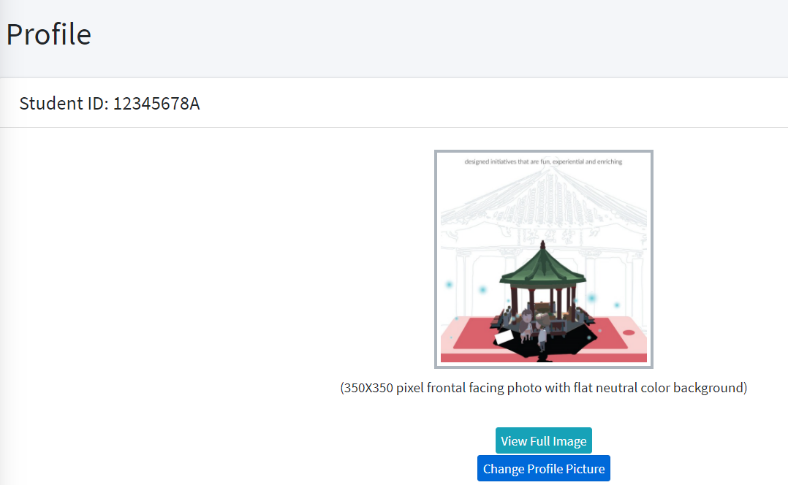 Profile
Student ID: 12345678A
designed initiatives that are fun, experiential and enriching
(350X350 pixel frontal facing photo with flat neutral color background)
View Full Image
Change Profile Picture